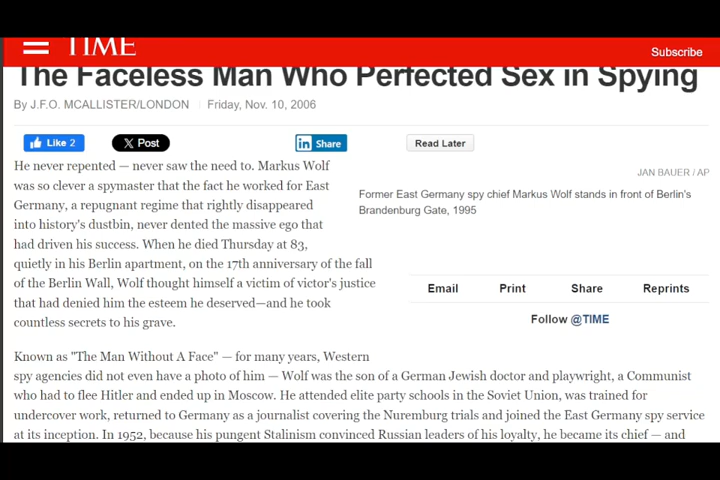 TIME
Subscribe
The Faceless Man Who Perfected Sex in Spying
By J.F.O. MCALLISTER/LONDON | Friday, Nov. 10, 2006
Like 2
X Post
in Share
Read Later
He never repented — never saw the need to. Markus Wolf
was so clever a spymaster that the fact he worked for East
Germany, a repugnant regime that rightly disappeared
into history's dustbin, never dented the massive ego that
had driven his success. When he died Thursday at 83,
quietly in his Berlin apartment, on the 17th anniversary of the fall
of the Berlin Wall, Wolf thought himself a victim of victor's justice
that had denied him the esteem he deserved—and he took
countless secrets to his grave.
JAN BAUER / AP
Former East Germany spy chief Markus Wolf stands in front of Berlin's
Brandenburg Gate, 1995
Email Print Share Reprints
Follow @TIME
Known as "The Man Without A Face" — for many years, Western
spy agencies did not even have a photo of him — Wolf was the son of a German Jewish doctor and playwright, a Communist
who had to flee Hitler and ended up in Moscow. He attended elite party schools in the Soviet Union, was trained for
undercover work, returned to Germany as a journalist covering the Nuremburg trials and joined the East Germany spy service
at its inception. In 1952, because his pungent Stalinism convinced Russian leaders of his loyalty, he became its chief — and